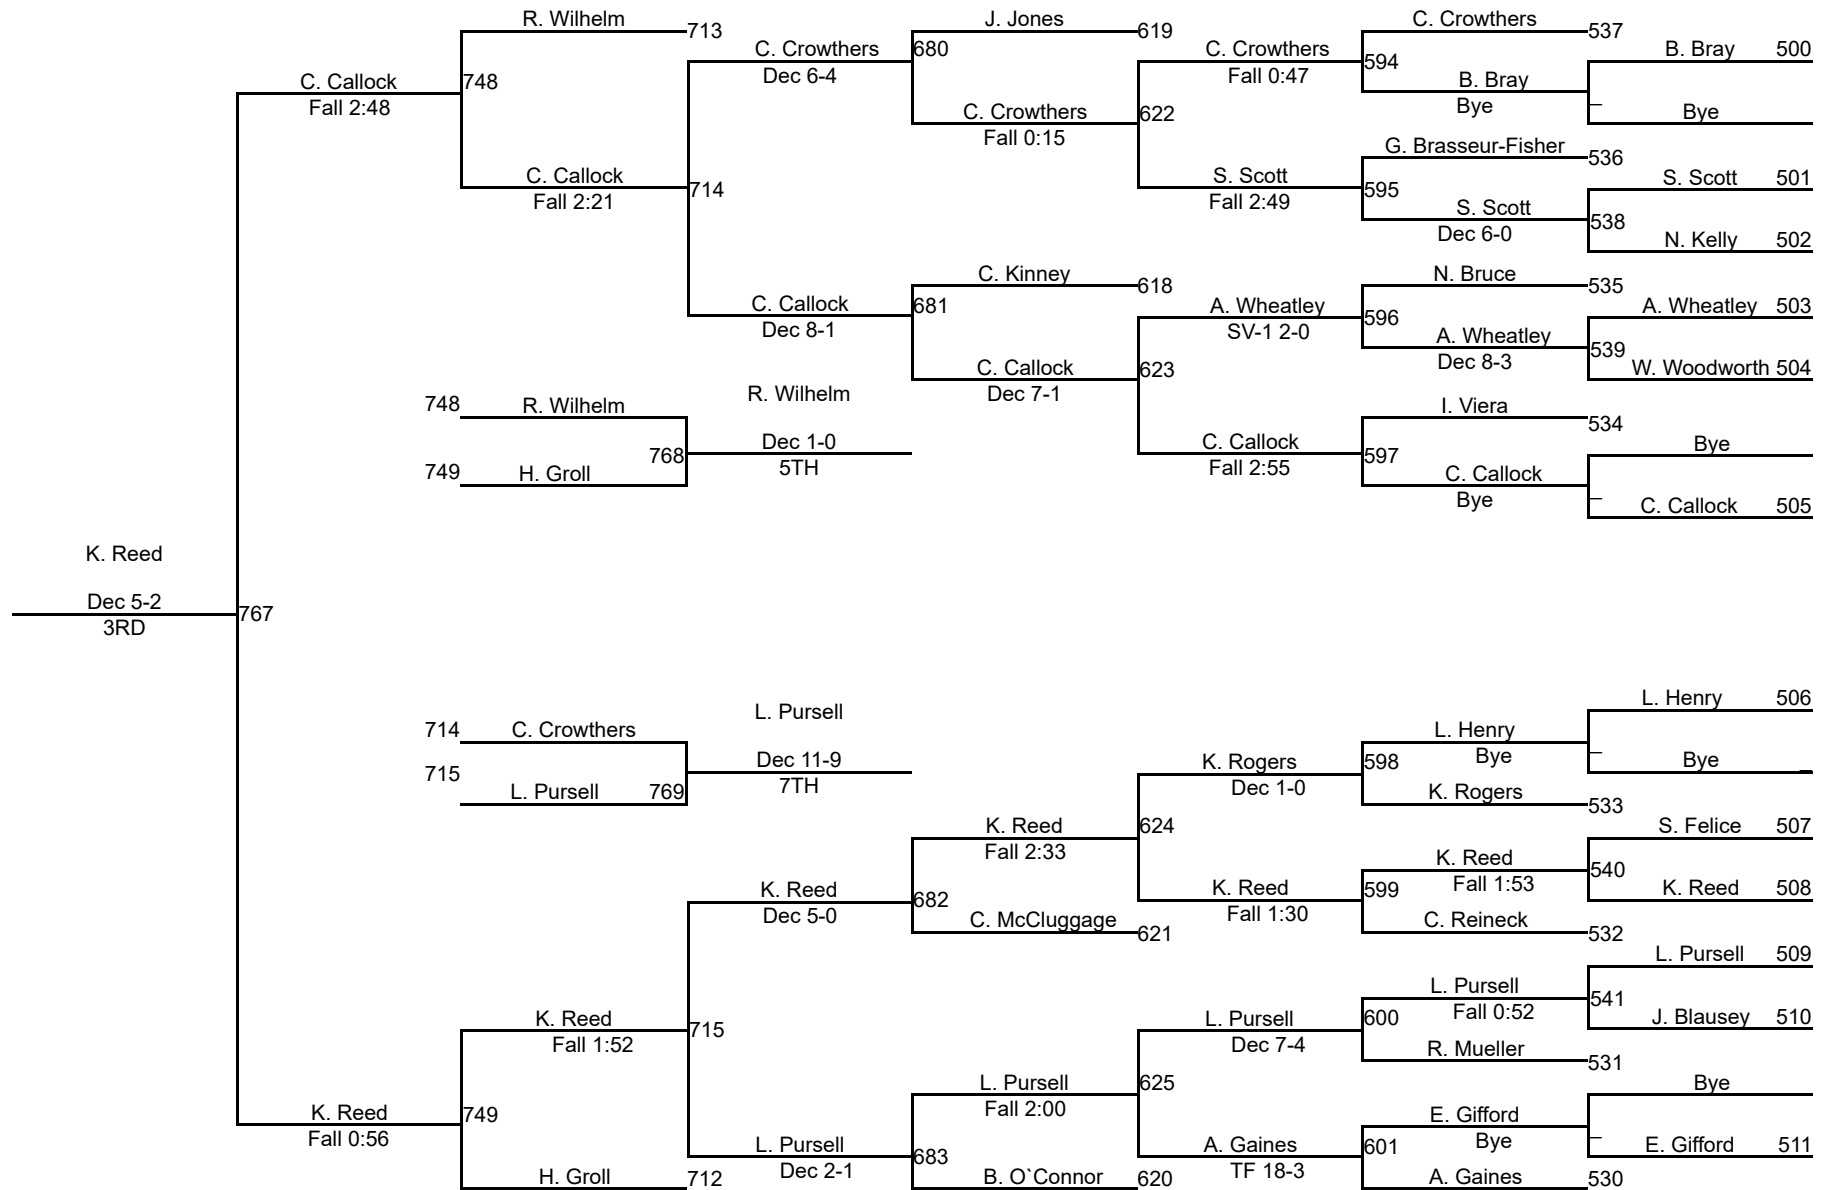 R. Wilhelm
713
J. Jones
619
C. Crowthers
537
C. Crowthers
680
C. Crowthers
B. Bray 500
Dec 6-4
Fall 0:47
594
C. Callock
748
B. Bray
Fall 2:48
Bye
C. Crowthers
622
Bye
Fall 0:15
G. Brasseur-Fisher
536
C. Callock
714
S. Scott
595
S. Scott 501
Fall 2:21
Fall 2:49
S. Scott
538
Dec 6-0
N. Kelly 502
C. Kinney
618
N. Bruce
535
C. Callock
681
A. Wheatley
596
A. Wheatley 503
Dec 8-1
SV-1 2-0
A. Wheatley
539
Dec 8-3
C. Callock
623
W. Woodworth 504
Dec 7-1
R. Wilhelm
748
R. Wilhelm
I. Viera
534
Dec 1-0
C. Callock
Bye
768
5TH
Fall 2:55
597
749
H. Groll
C. Callock
Bye
C. Callock 505
K. Reed
Dec 5-2
767
3RD
L. Henry 506
L. Pursell
714
C. Crowthers
L. Henry
Dec 11-9
K. Rogers
598
Bye
Bye
715
7TH
Dec 1-0
L. Pursell
769
K. Rogers
533
K. Reed
624
S. Felice 507
Fall 2:33
K. Reed
540
K. Reed
682
K. Reed
599
Fall 1:53
K. Reed 508
Dec 5-0
Fall 1:30
C. McCluggage
621
C. Reineck
532
L. Pursell 509
L. Pursell
541
K. Reed
715
L. Pursell
600
Fall 0:52
J. Blausey 510
Fall 1:52
Dec 7-4
R. Mueller
531
L. Pursell
625
Bye
Fall 2:00
K. Reed
749
E. Gifford
Fall 0:56
L. Pursell
683
A. Gaines
601
Bye
E. Gifford 511
Dec 2-1
TF 18-3
H. Groll
712
B. O`Connor
620
A. Gaines
530